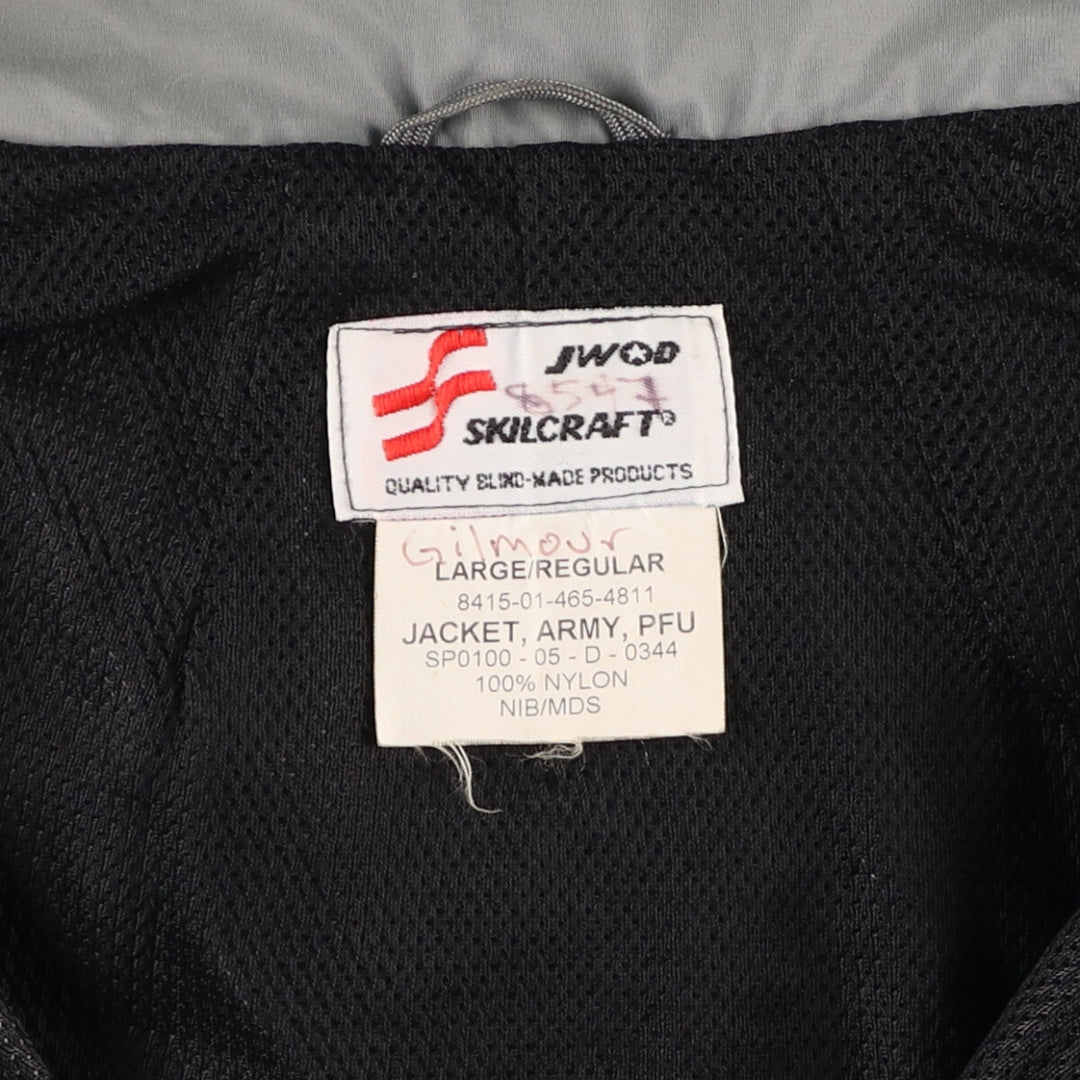 JWOD
8547
SKILCRAFT®
QUALITY BLIND-MADE PRODUCTS
Gilmour
LARGE/REGULAR
8415-01-465-4811
JACKET, ARMY, PFU
SP0100 - 05 - D - 0344
100% NYLON
NIB/MDS